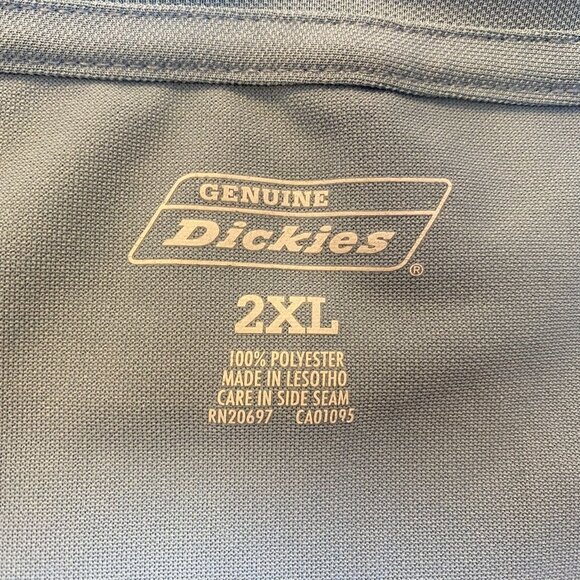 GENUINE
Dickies
®
2XL
100% POLYESTER
MADE IN LESOTHO
CARE IN SIDE SEAM
RN20697 CA01095